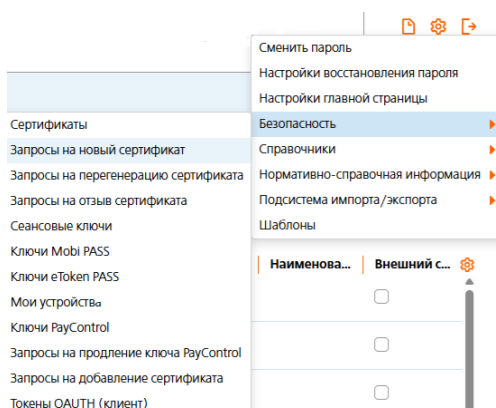 Сменить пароль
Настройки восстановления пароля
Настройки главной страницы
Безопасность
Справочники
Нормативно-справочная информация
Подсистема импорта/экспорта
Шаблоны
Сертификаты
Запросы на новый сертификат
Запросы на перегенерацию сертификата
Запросы на отзыв сертификата
Сеансовые ключи
Ключи Mobi PASS
Ключи eToken PASS
Мои устройства
Ключи PayControl
Запросы на продление ключа PayControl
Запросы на добавление сертификата
Токены OAUTH (клиент)
Наименова... Внешний с...